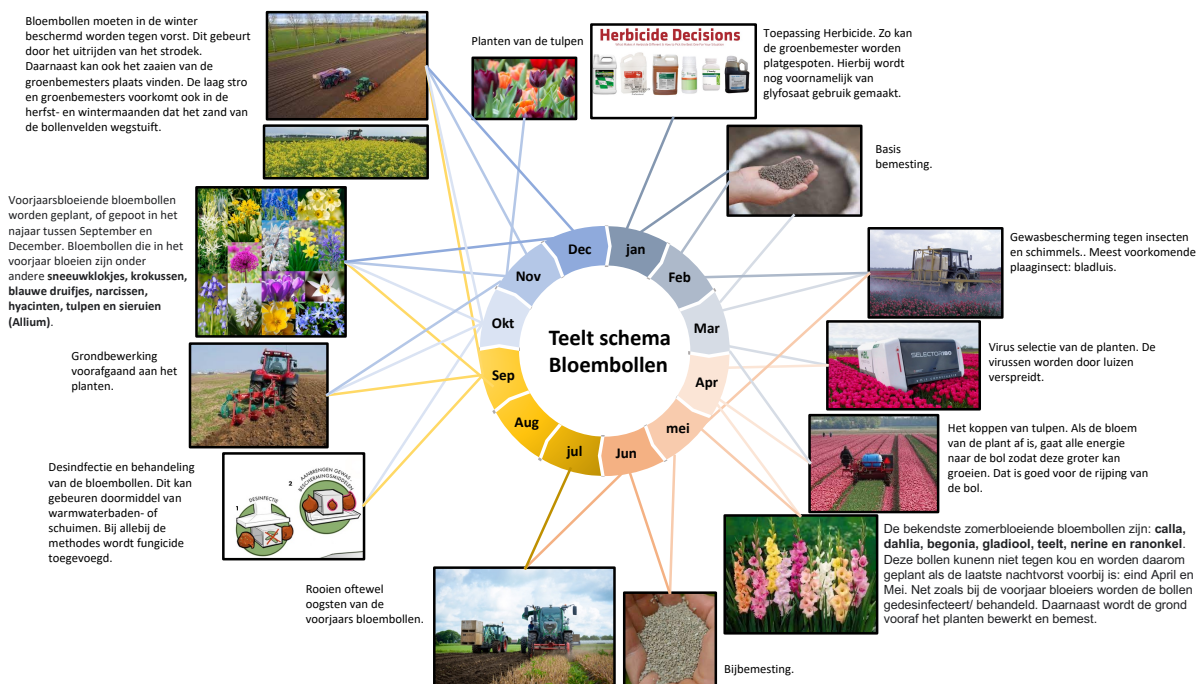 Bloembollen moeten in de winter
beschermd worden tegen vorst. Dit gebeurt
door het uitrijden van het strodek.
Daarnaast kan ook het zaaien van de
groenbemesters plaats vinden. De laag stro
en groenbemesters voorkomt ook in de
herfst- en wintermaanden dat het zand van
de bollenvelden wegstuift.
Planten van de tulpen
Herbicide Decisions
Toepassing Herbicide. Zo kan
de groenbemester worden
platgespoten. Hierbij wordt
nog voornamelijk van
glyfosaat gebruik gemaakt.
Basis
bemesting.
Voorjaarsbloeiende bloembollen
worden geplant, of gepoot in het
najaar tussen September en
December. Bloembollen die in het
voorjaar bloeien zijn onder
andere sneeuwklokjes, krokussen,
blauwe druifjes, narcissen,
hyacinten, tulpen en sieruien
(Allium).
Gewasbescherming tegen insecten
en schimmels.. Meest voorkomende
plaaginsect: bladluis.
Dec
jan
Nov
Feb
Okt
Mar
Sep
Apr
Aug
mei
jul
Jun
Teelt schema
Bloembollen
SELECTOR180
Virus selectie van de planten. De
virussen worden door luizen
verspreidt.
Grondbewerking
voorafgaand aan het
planten.
Het koppen van tulpen. Als de bloem
van de plant af is, gaat alle energie
naar de bol zodat deze groter kan
groeien. Dat is goed voor de rijping van
de bol.
Desindfectie en behandeling
van de bloembollen. Dit kan
gebeuren doormiddel van
warmwaterbaden- of
schuimen. Bij allebij de
methodes wordt fungicide
toegevoegd.
1
DESINFECTIE
2
AANBRENGEN GEWAS-
BESCHERMINGSMIDDELEN
De bekendste zomerbloeiende bloembollen zijn: calla,
dahlia, begonia, gladiool, teelt, nerine en ranonkel.
Deze bollen kunenn niet tegen kou en worden daarom
geplant als de laatste nachtvorst voorbij is: eind April en
Mei. Net zoals bij de voorjaar bloeiers worden de bollen
gedesinfecteert/ behandeld. Daarnaast wordt de grond
vooraf het planten bewerkt en bemest.
Rooien oftewel
oogsten van de
voorjaars bloembollen.
Bijbemesting.